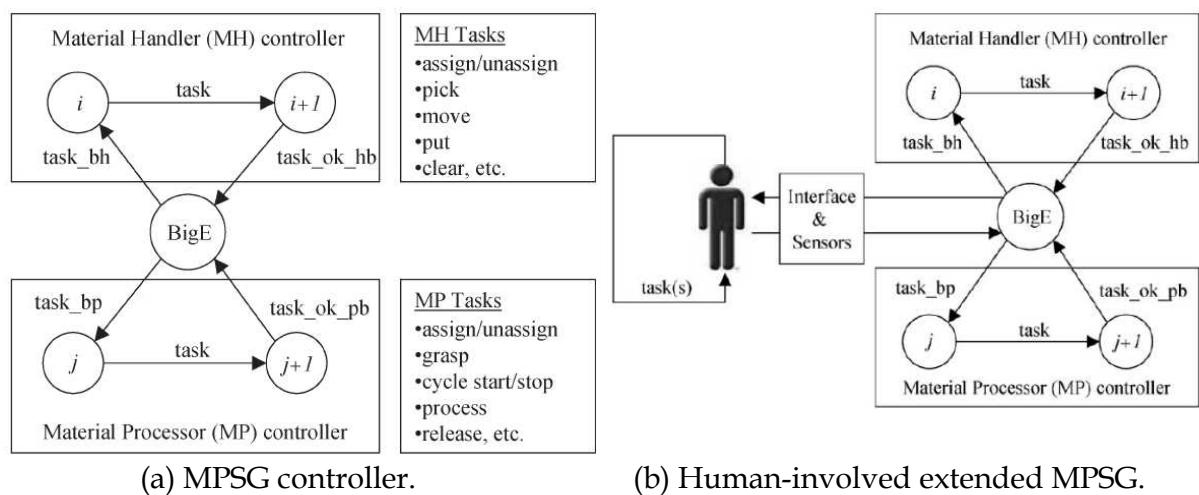 Material Handler (MH) controller
i
task
i+1
task_bh
task_ok_hb
BigE
task_bp
task_ok_pb
j
task
j+1
Material Processor (MP) controller
MH Tasks
•assign/unassign
•pick
•move
•put
•clear, etc.
MP Tasks
•assign/unassign
•grasp
•cycle start/stop
•process
•release, etc.
(a) MPSG controller.
Material Handler (MH) controller
i
task
i+1
task_bh
task_ok_hb
Interface
&
Sensors
BigE
task(s)
task_bp
task_ok_pb
j
task
j+1
Material Processor (MP) controller
(b) Human-involved extended MPSG.